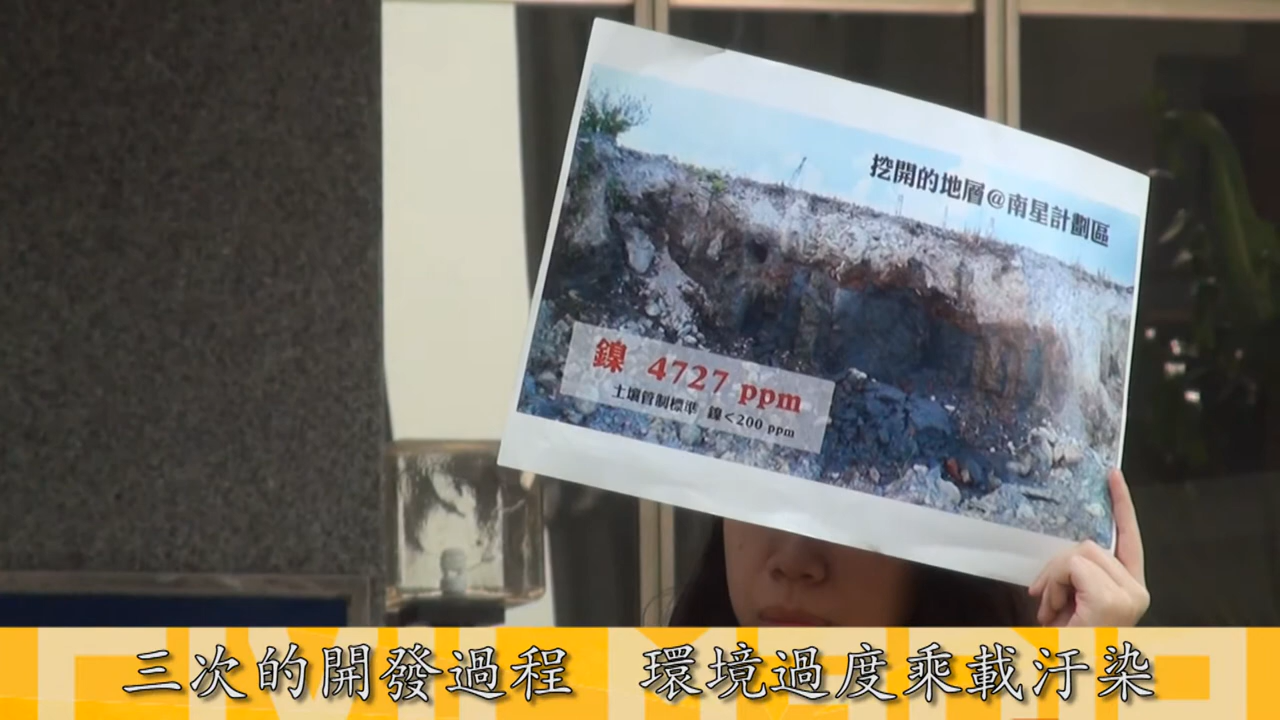 挖開的地層@南星計劃區
鎳 4727 ppm
土壤管制標準 鎳<200 ppm
三次的開發過程 環境過度乘載汙染